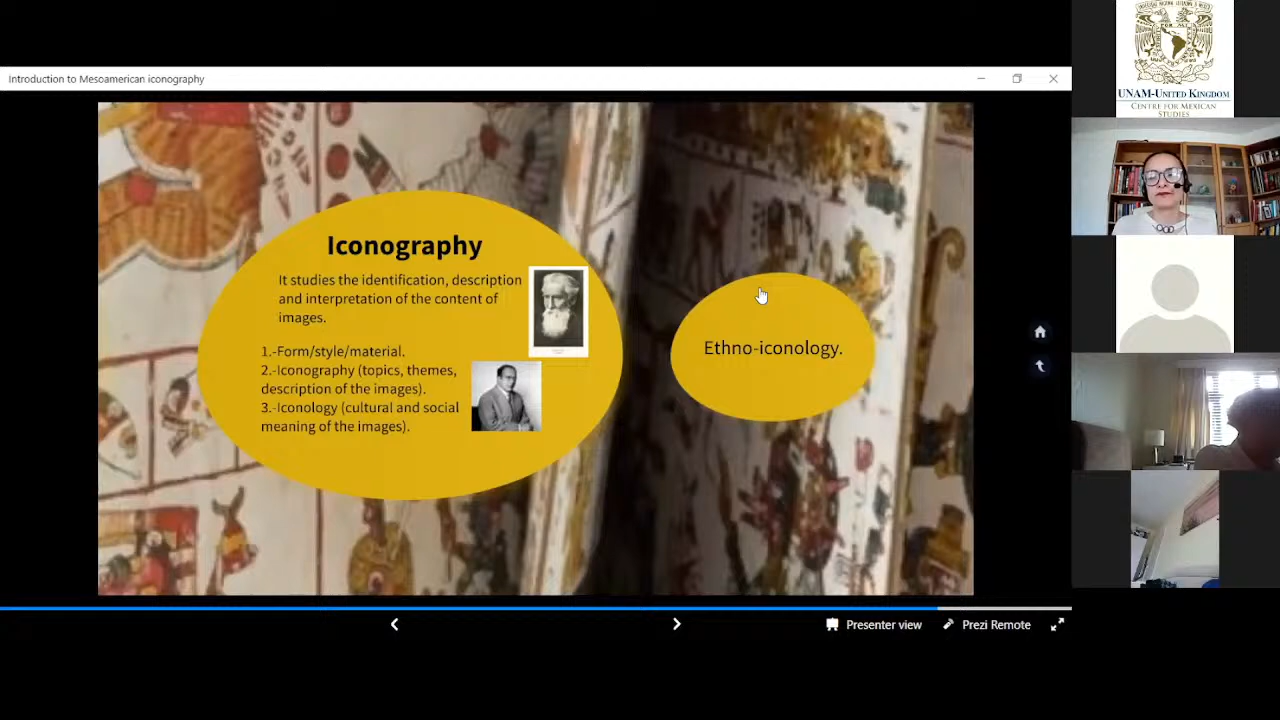 Introduction to Mesoamerican iconography
Iconography
It studies the identification, description
and interpretation of the content of
images.
1.-Form/style/material.
2.-Iconography (topics, themes,
description of the images).
3.-Iconology (cultural and social
meaning of the images).
Ethno-iconology.
Presenter view
Prezi Remote
UNAM-UNITED KINGDOM
CENTRE FOR MEXICAN
STUDIES